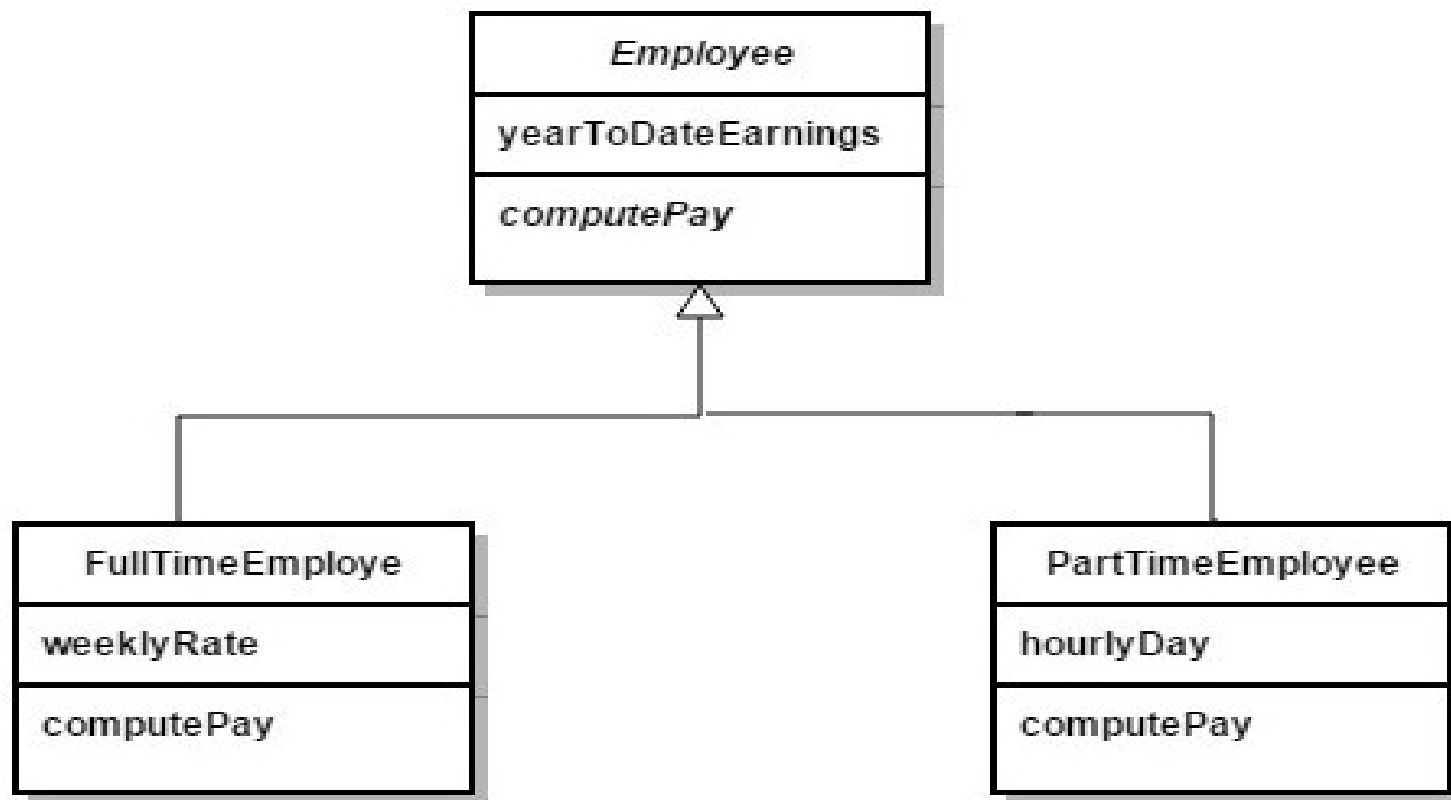 Employee
yearToDateEarnings
computePay
FullTimeEmploye
weeklyRate
computePay
PartTimeEmployee
hourlyDay
computePay